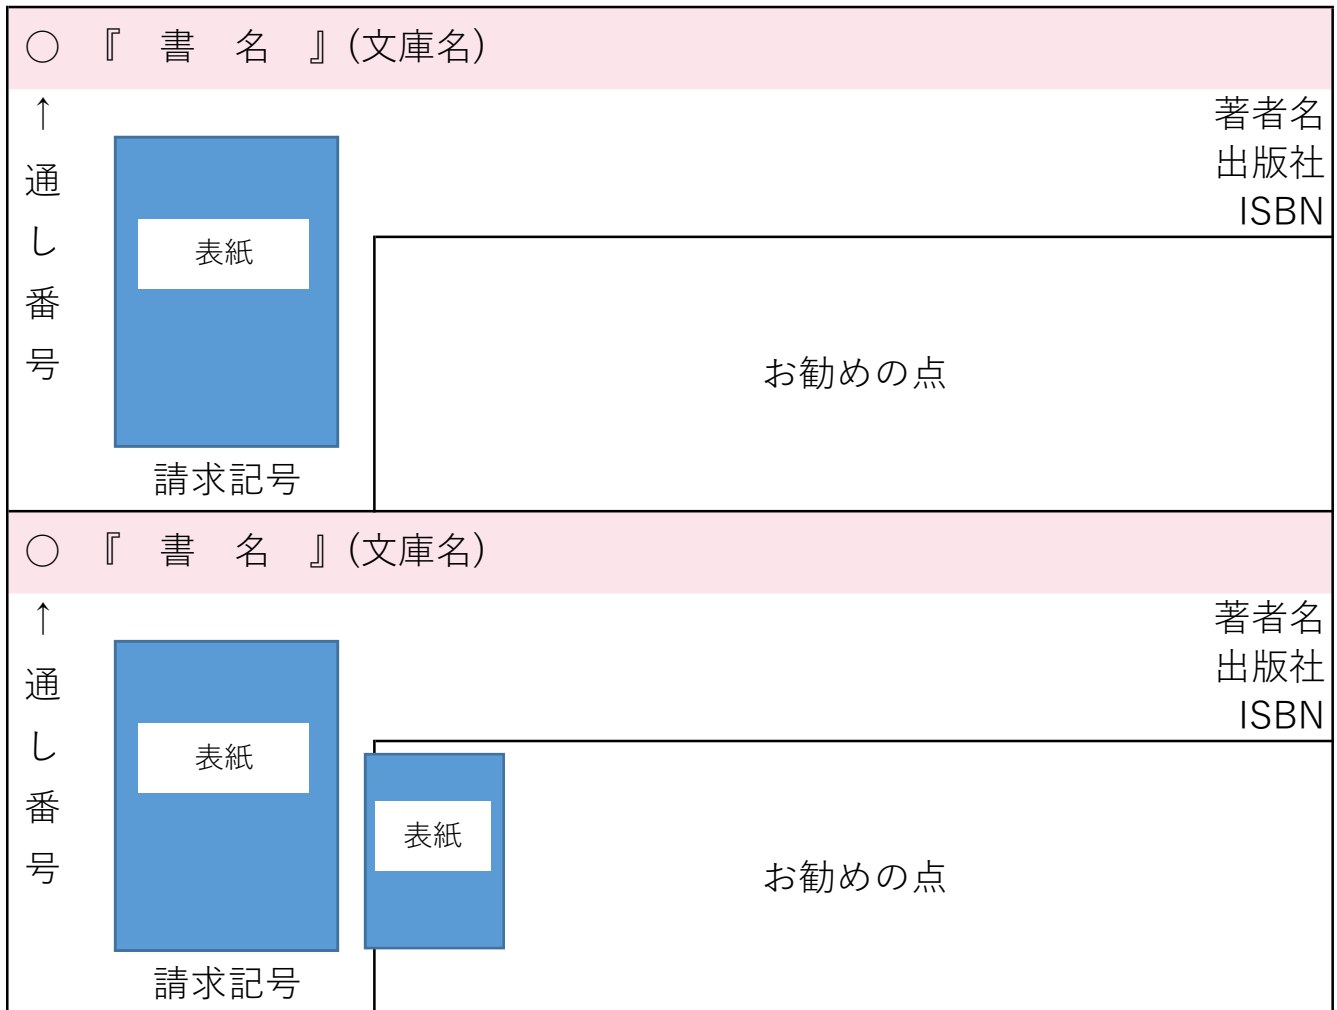 ○ 『 書 名 』(文庫名)
↑
通
し
番
号
著者名
出版社
ISBN
表紙
お勧めの点
請求記号
○ 『 書 名 』(文庫名)
↑
通
し
番
号
著者名
出版社
ISBN
表紙
表紙
お勧めの点
請求記号